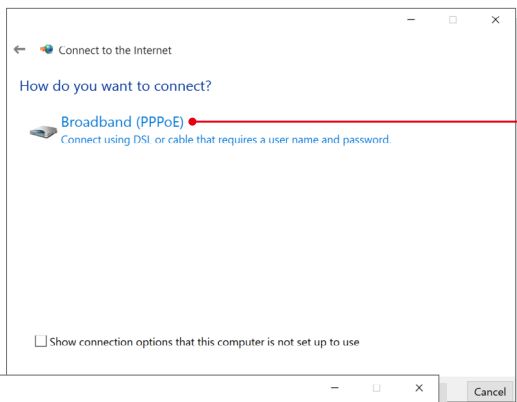 Connect to the Internet
How do you want to connect?
Broadband (PPPoE)
Connect using DSL or cable that requires a user name and password.
Show connection options that this computer is not set up to use
Cancel